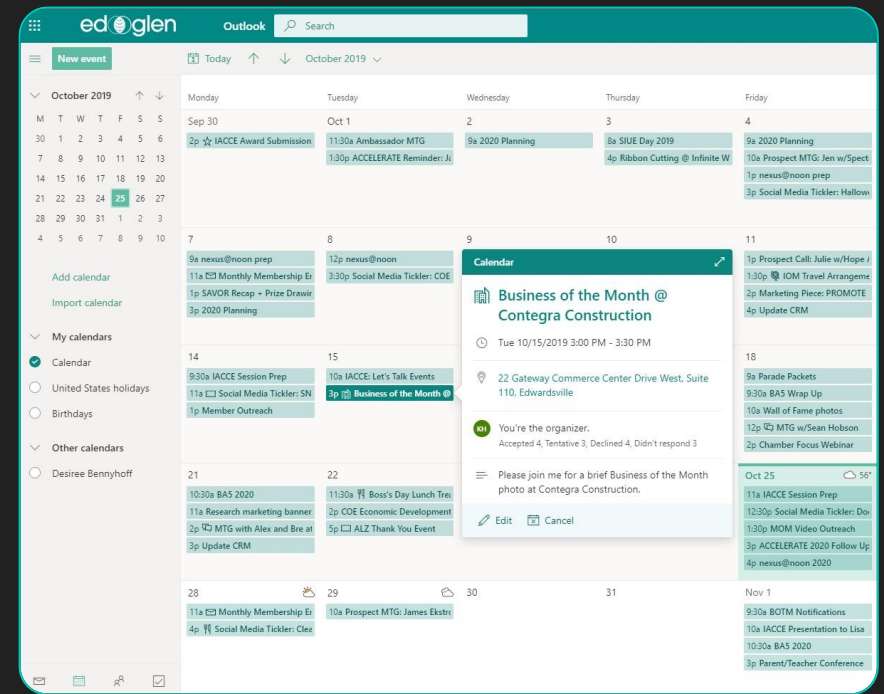 edglen
Outlook
Search
New event
Today
October 2019
October 2019
M T W T F S S
30 1 2 3 4 5 6
7 8 9 10 11 12 13
14 15 16 17 18 19 20
21 22 23 24 25 26 27
28 29 30 31 1 2 3
4 5 6 7 8 9 10
Add calendar
Import calendar
My calendars
Calendar
United States holidays
Birthdays
Other calendars
Desiree Bennyhoff
Monday Tuesday Wednesday Thursday Friday
Sep 30
2p IACCE Award Submission
Oct 1
11:30a Ambassador MTG
1:30p ACCELERATE Reminder: Ja
2
9a 2020 Planning
3
8a SIUE Day 2019
4p Ribbon Cutting @ Infinite W
4
9a 2020 Planning
10a Prospect MTG: Jen w/Spect
1p nexus@noon prep
3p Social Media Tickler: Hallow
7
9a nexus@noon prep
11a Monthly Membership Er
1p SAVOR Recap + Prize Drawir
3p 2020 Planning
8
12p nexus@noon
3:30p Social Media Tickler: COE
9
10
11
1p Prospect Call: Julie w/Hope
1:30p IOM Travel Arrangeme
2p Marketing Piece: PROMOTE
4p Update CRM
Calendar
Business of the Month @
Contegra Construction
Tue 10/15/2019 3:00 PM - 3:30 PM
22 Gateway Commerce Center Drive West, Suite
110, Edwardsville
KH
You're the organizer.
Accepted 4, Tentative 3, Declined 4, Didn't respond 3
Please join me for a brief Business of the Month
photo at Contegra Construction.
Edit Cancel
14
9:30a IACCE Session Prep
11a Social Media Tickler: SN
1p Member Outreach
15
10a IACCE: Let's Talk Events
3p Business of the Month @
18
9a Parade Packets
9:30a BA5 Wrap Up
10a Wall of Fame photos
12p MTG w/Sean Hobson
2p Chamber Focus Webinar
21
10:30a BA5 2020
11a Research marketing banner
2p MTG with Alex and Bre at
3p Update CRM
22
11:30a Boss's Day Lunch Trea
2p COE Economic Development
5p ALZ Thank You Event
Oct 25 56°
11a IACCE Session Prep
12:30p Social Media Tickler: Do
1:30p MOM Video Outreach
3p ACCELERATE 2020 Follow Up
4p nexus@noon 2020
28
11a Monthly Membership Er
4p Social Media Tickler: Clea
29
10a Prospect MTG: James Ekstr
30
31
Nov 1
9:30a BOTM Notifications
10a IACCE Presentation to Lisa
10:30a BA5 2020
3p Parent/Teacher Conference